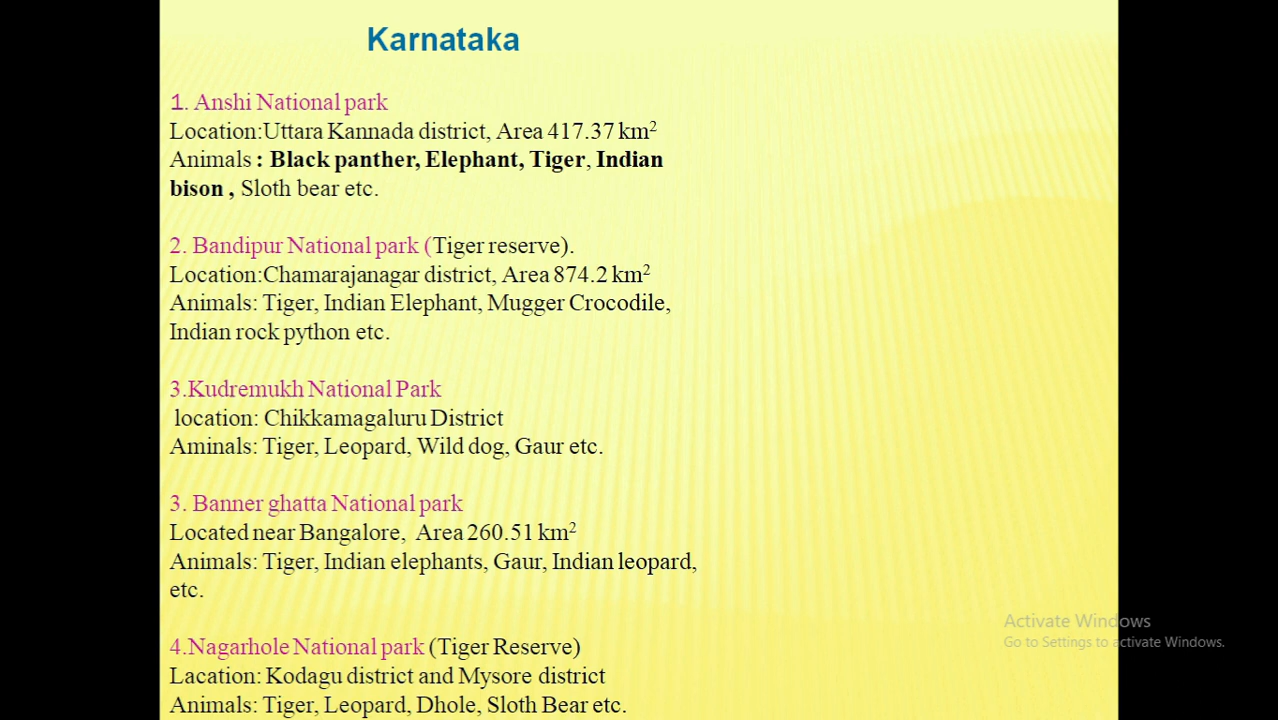 Karnataka
1. Anshi National park
Location:Uttara Kannada district, Area 417.37 km²
Animals : Black panther, Elephant, Tiger, Indian
bison , Sloth bear etc.
2. Bandipur National park (Tiger reserve).
Location:Chamarajanagar district, Area 874.2 km²
Animals: Tiger, Indian Elephant, Mugger Crocodile,
Indian rock python etc.
3.Kudremukh National Park
location: Chikkamagaluru District
Aminals: Tiger, Leopard, Wild dog, Gaur etc.
3. Banner ghatta National park
Located near Bangalore, Area 260.51 km²
Animals: Tiger, Indian elephants, Gaur, Indian leopard,
etc.
4.Nagarhole National park (Tiger Reserve)
Lacation: Kodagu district and Mysore district
Animals: Tiger, Leopard, Dhole, Sloth Bear etc.
Activate Windows
Go to Settings to activate Windows.